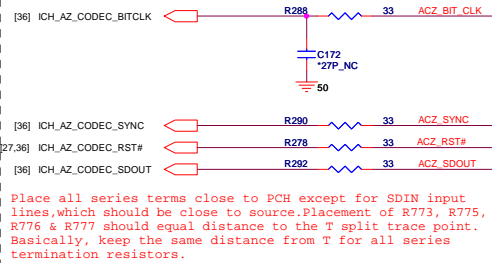 [36] ICH_AZ_CODEC_BITCLK R288 33 ACZ_BIT_CLK
C172
*27P_NC
50
[36] ICH_AZ_CODEC_SYNC R290 33 ACZ_SYNC
[27,36] ICH_AZ_CODEC_RST# R278 33 ACZ_RST#
[36] ICH_AZ_CODEC_SDOUT R292 33 ACZ_SDOUT
Place all series terms close to PCH except for SDIN input
lines,which should be close to source.Placement of R773, R775,
R776 & R777 should equal distance to the T split trace point.
Basically, keep the same distance from T for all series
termination resistors.